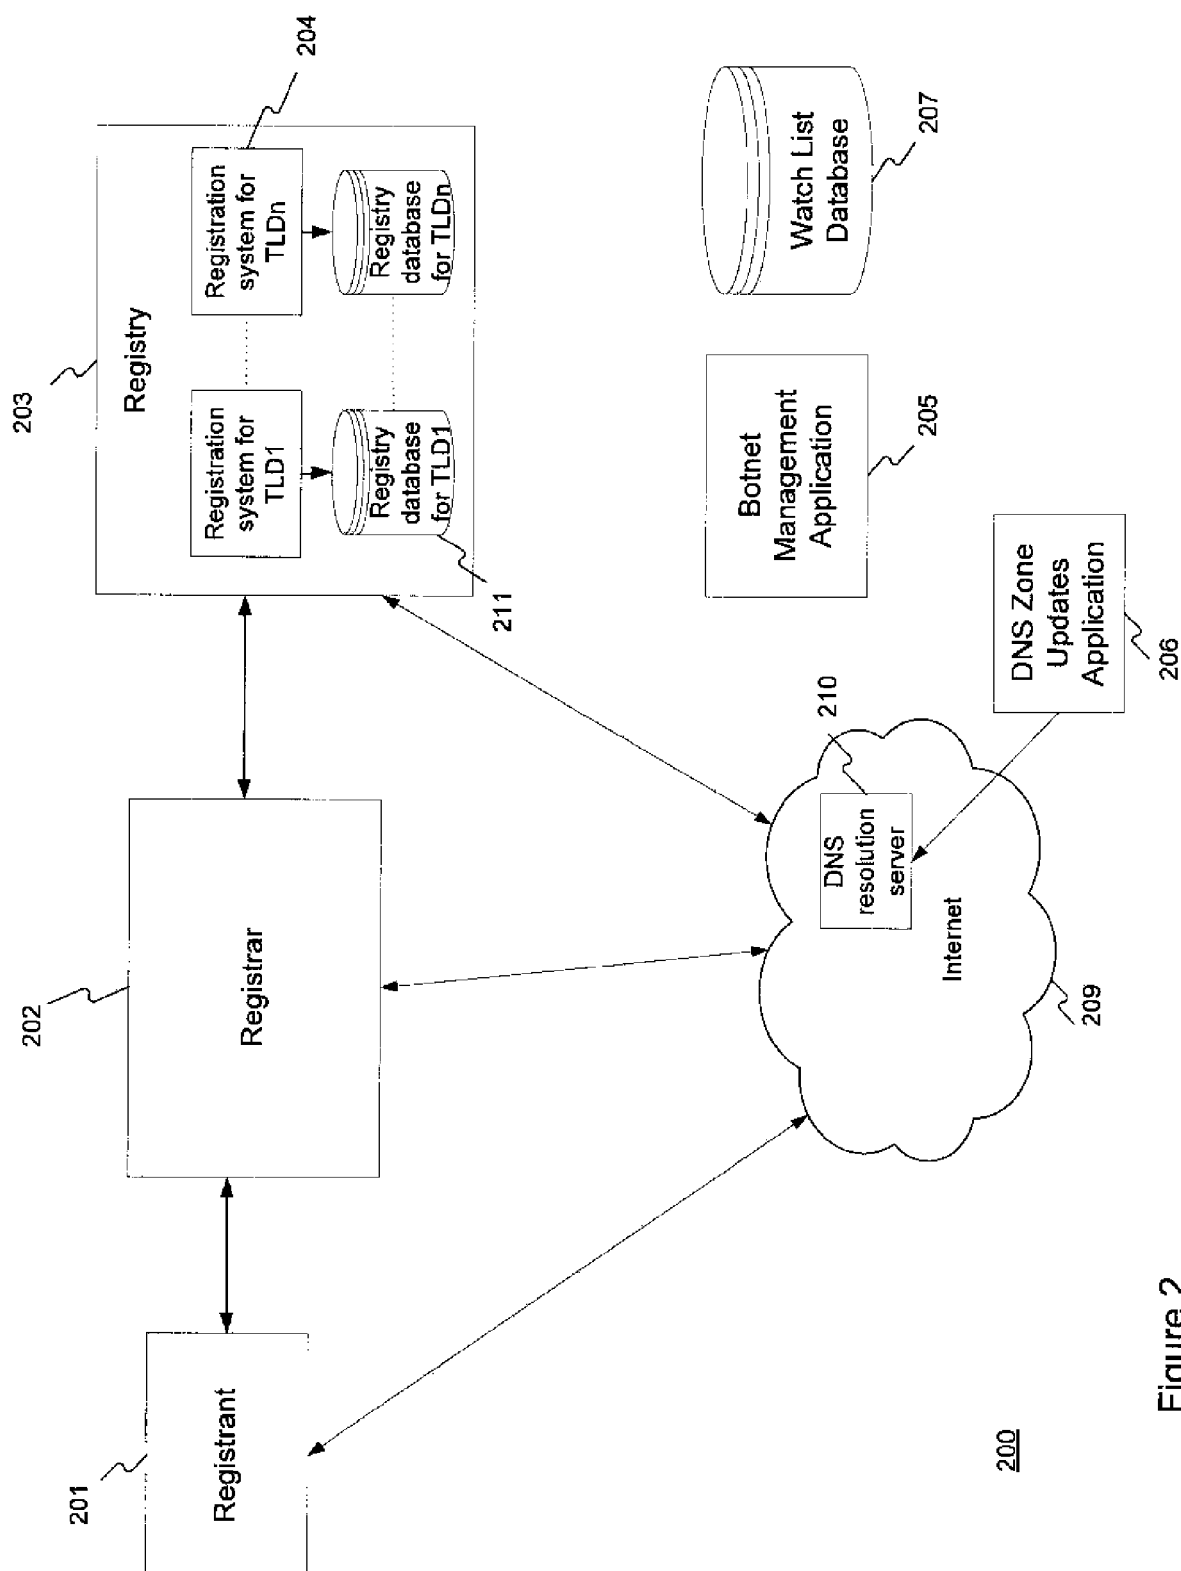 201
Registrant
202
Registrar
203
Registry
Registration
system for
TLD1
Registration
system for
TLDn
204
Registry
database
for TLD1
Registry
database
for TLDn
211
Botnet
Management
Application
205
Watch List
Database
207
210
DNS
resolution
server
Internet
209
DNS Zone
Updates
Application
206
200
Figure 2